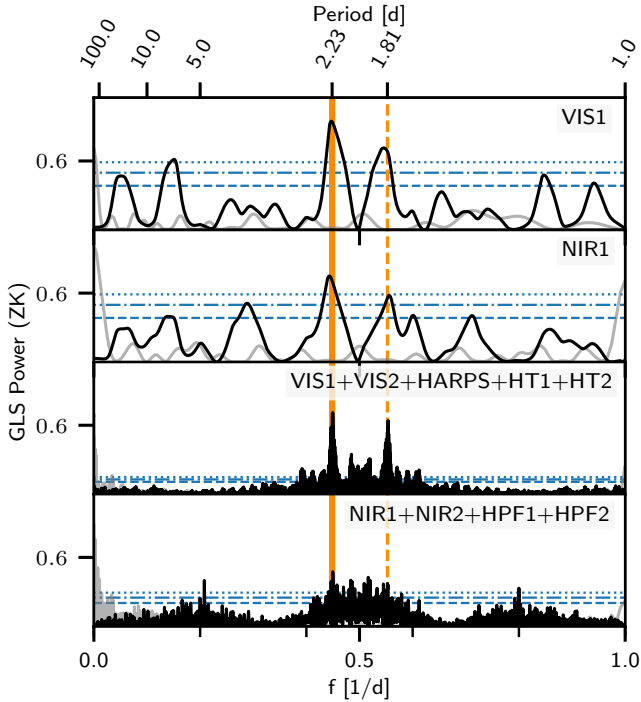 Period [d]
100.0 10.0 5.0 2.23 1.81 1.0
VIS1
0.6
NIR1
0.6
VIS1+VIS2+HARPS+HT1+HT2
0.6
NIR1+NIR2+HPF1+HPF2
0.6
GLS Power (ZK)
0.0 0.5 1.0
f [1/d]